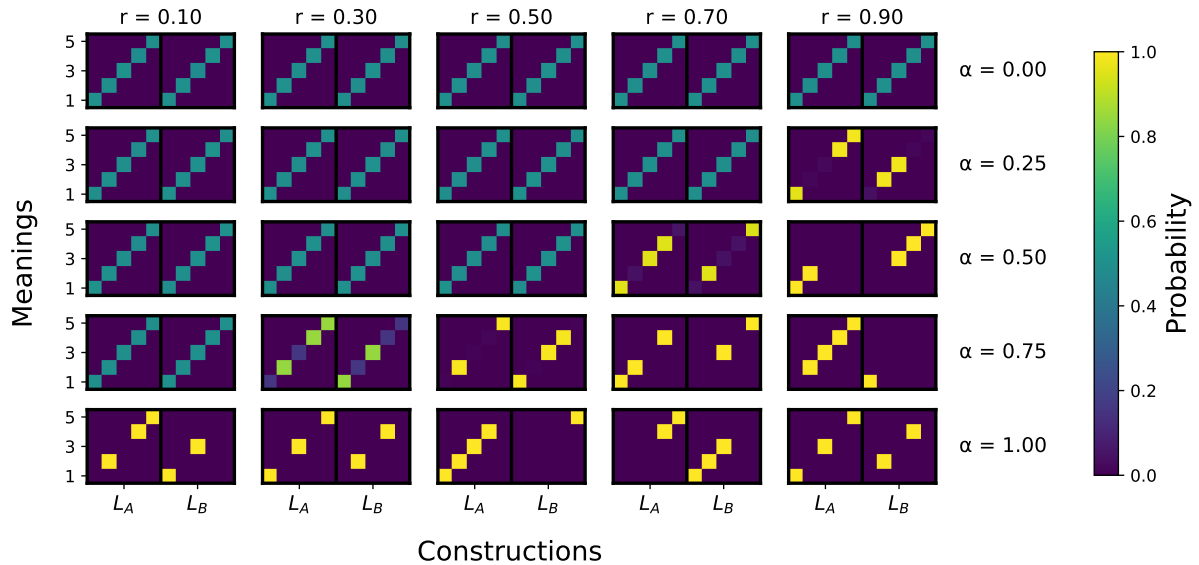 r = 0.10 r = 0.30 r = 0.50 r = 0.70 r = 0.90
5
3
1
α = 0.00
5
3
1
α = 0.25
5
3
1
α = 0.50
5
3
1
α = 0.75
5
3
1
α = 1.00
L_A L_B L_A L_B L_A L_B L_A L_B L_A L_B
Meanings
Constructions
1.0
0.8
0.6
0.4
0.2
0.0
Probability